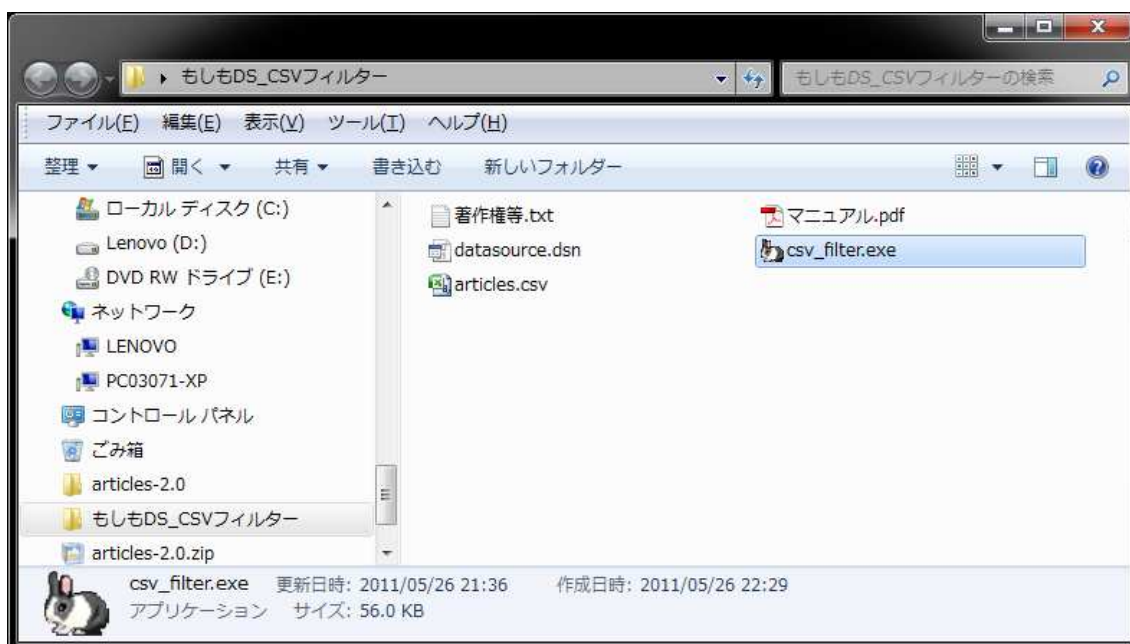 もしもDS_CSVフィルター
もしもDS_CSVフィルターの検索
ファイル(F) 編集(E) 表示(V) ツール(T) ヘルプ(H)
整理 開く 共有 書き込む 新しいフォルダー
ローカル ディスク (C:)
Lenovo (D:)
DVD RW ドライブ (E:)
ネットワーク
LENOVO
PC03071-XP
コントロール パネル
ごみ箱
articles-2.0
もしもDS_CSVフィルター
articles-2.0.zip
著作権等.txt
マニュアル.pdf
datasource.dsn
csv_filter.exe
articles.csv
csv_filter.exe 更新日時: 2011/05/26 21:36 作成日時: 2011/05/26 22:29
アプリケーション サイズ: 56.0 KB